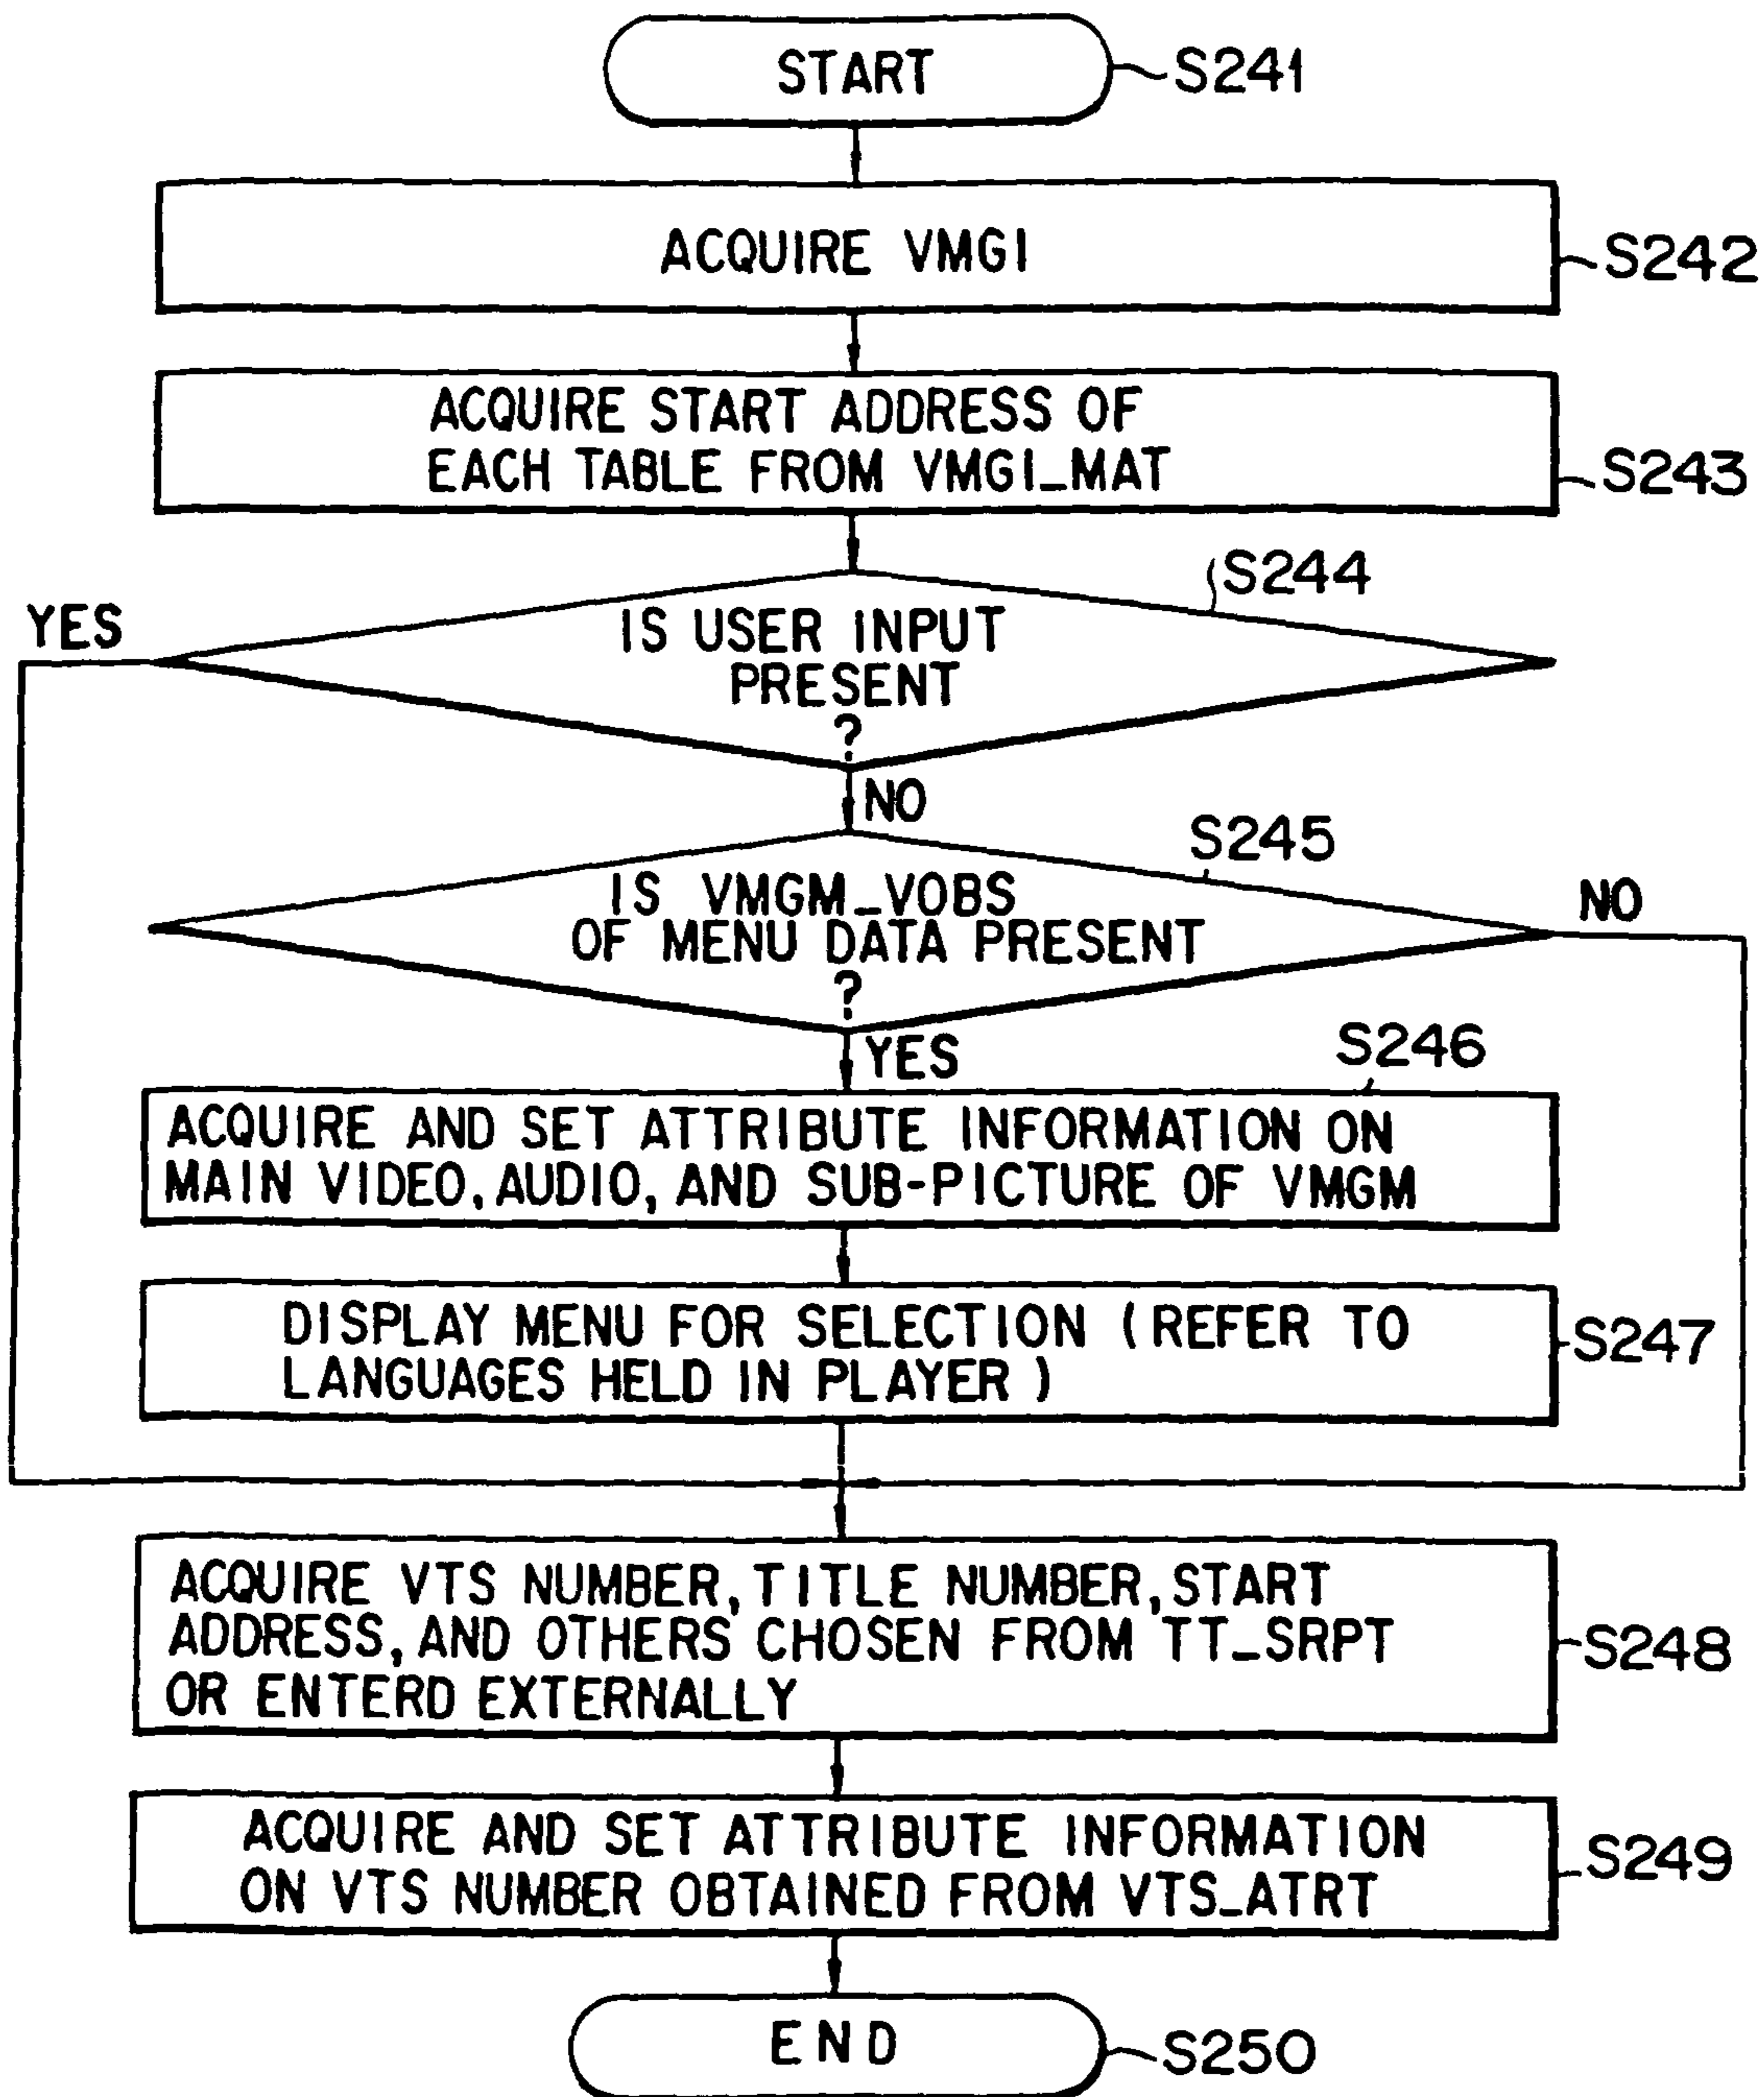 START
S241
ACQUIRE VMGI
S242
ACQUIRE START ADDRESS OF
EACH TABLE FROM VMGI_MAT
S243
S244
YES
IS USER INPUT
PRESENT
?
NO
S245
IS VMGM_VOBS
OF MENU DATA PRESENT
?
NO
YES
S246
ACQUIRE AND SET ATTRIBUTE INFORMATION ON
MAIN VIDEO, AUDIO, AND SUB-PICTURE OF VMGM
DISPLAY MENU FOR SELECTION (REFER TO
LANGUAGES HELD IN PLAYER)
S247
ACQUIRE VTS NUMBER, TITLE NUMBER, START
ADDRESS, AND OTHERS CHOSEN FROM TT_SRPT
OR ENTERD EXTERNALLY
S248
ACQUIRE AND SET ATTRIBUTE INFORMATION
ON VTS NUMBER OBTAINED FROM VTS_ATRT
S249
END
S250